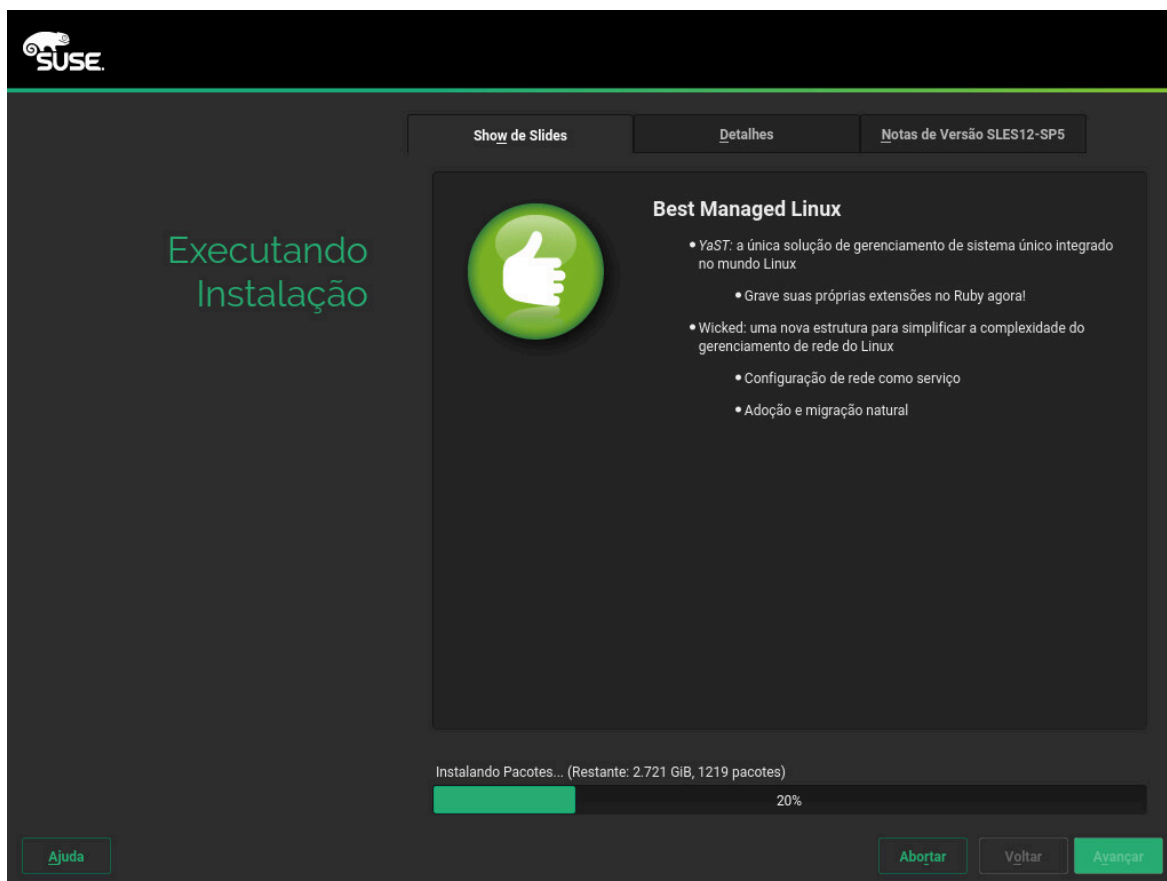 SUSE.
Show de Slides
Detalhes
Notas de Versão SLES12-SP5
Executando
Instalação
Best Managed Linux
• YaST: a única solução de gerenciamento de sistema único integrado
no mundo Linux
• Grave suas próprias extensões no Ruby agora!
• Wicked: uma nova estrutura para simplificar a complexidade do
gerenciamento de rede do Linux
• Configuração de rede como serviço
• Adoção e migração natural
Instalando Pacotes... (Restante: 2.721 GiB, 1219 pacotes)
20%
Ajuda
Abortar
Voltar
Avançar